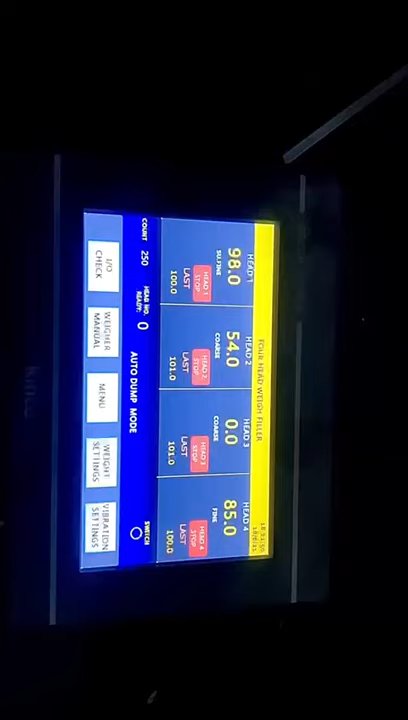 FOUR HEAD WEIGH FILLER
HEAD 1
98.0
SU.FINE
HEAD 1
STOP
LAST
100.0
HEAD 2
54.0
COARSE
HEAD 2
STOP
LAST
101.0
HEAD 3
0.0
COARSE
HEAD 3
STOP
LAST
101.0
HEAD 4
85.0
FINE
HEAD 4
STOP
LAST
100.0
COUNT 250
HEAD NO.
READY: 0
AUTO DUMP MODE
SWITCH
I/O
CHECK
WEIGHER
MANUAL
MENU
WEIGHT
SETTINGS
VIBRATION
SETTINGS